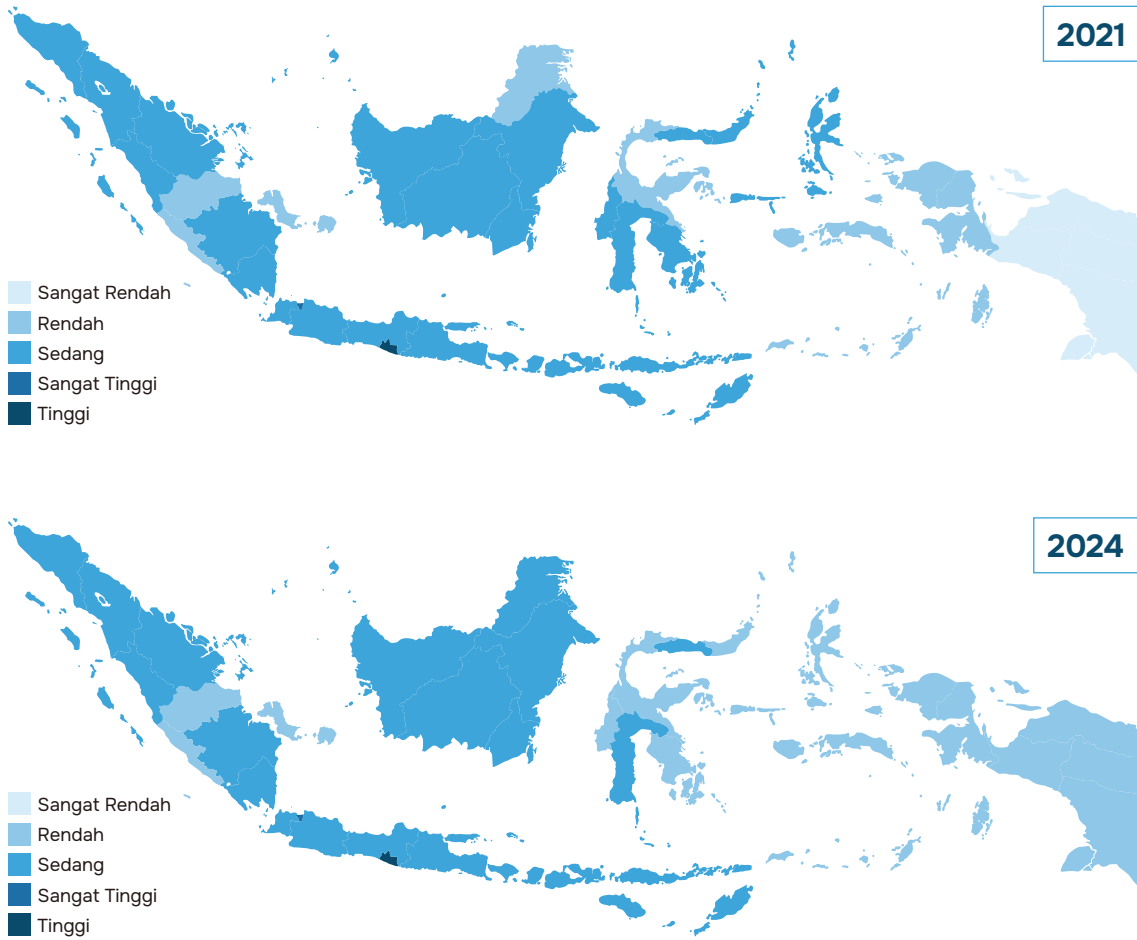 2021
Sangat Rendah
Rendah
Sedang
Sangat Tinggi
Tinggi
2024
Sangat Rendah
Rendah
Sedang
Sangat Tinggi
Tinggi